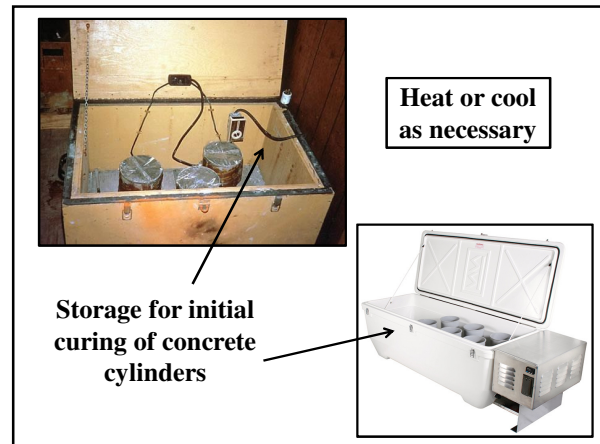 Heat or cool
as necessary
Storage for initial
curing of concrete
cylinders